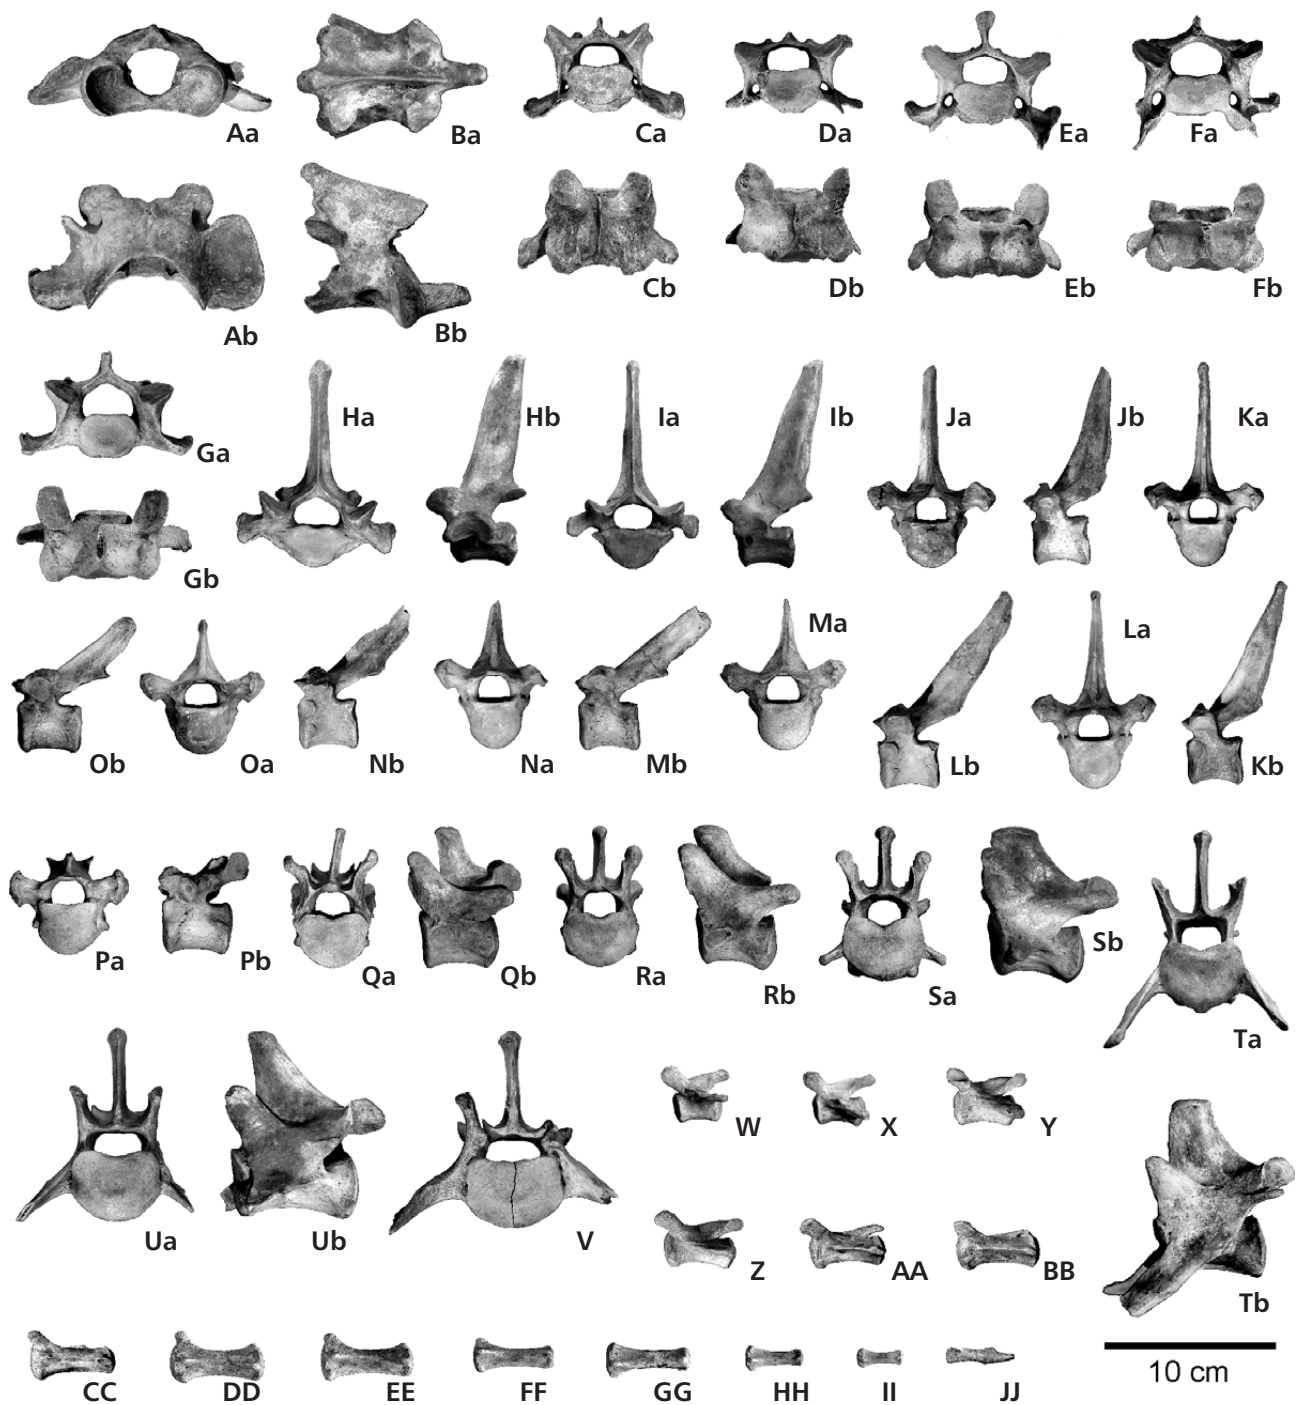 Aa Ba Ca Da Ea Fa
Ab Bb Cb Db Eb Fb
Ga Ha Hb Ia Ib Ja Jb Ka
Gb
Ob Oa Nb Na Mb Ma Lb La Kb
Pa Pb Qa Qb Ra Rb Sa Sb Ta
Ua Ub V W X Y
Z AA BB Tb
10 cm
CC DD EE FF GG HH II JJ